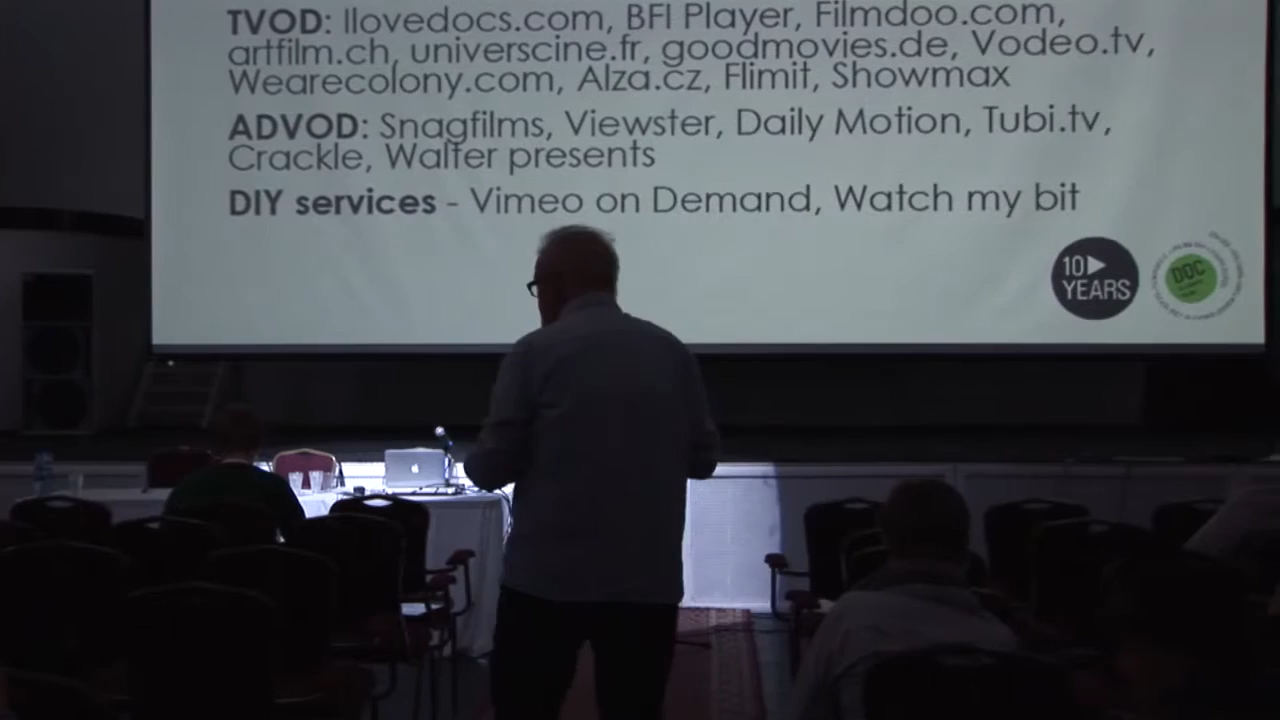 TVOD: Ilovedocs.com, BFI Player, Filmdoo.com,
artfilm.ch, universcine.fr, goodmovies.de, Vodeo.tv,
Wearecolony.com, Alza.cz, Flimit, Showmax
ADVOD: Snagfilms, Viewster, Daily Motion, Tubi.tv,
Crackle, Walter presents
DIY services - Vimeo on Demand, Watch my bit
10
YEARS
DOC